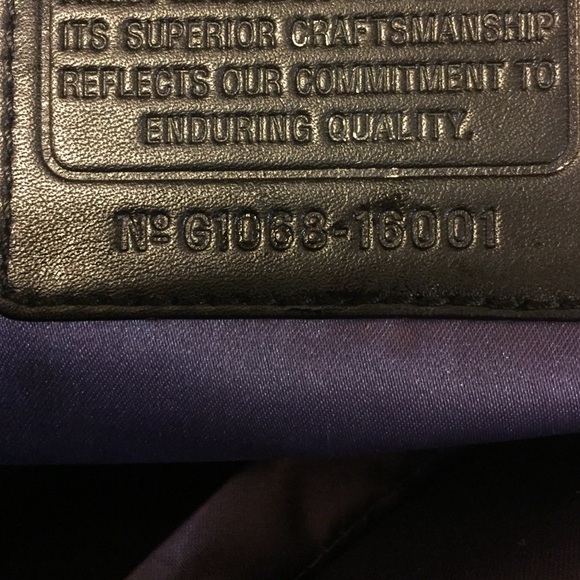 ITS SUPERIOR CRAFTSMANSHIP
REFLECTS OUR COMMITMENT TO
ENDURING QUALITY.
Nº G1068-16001